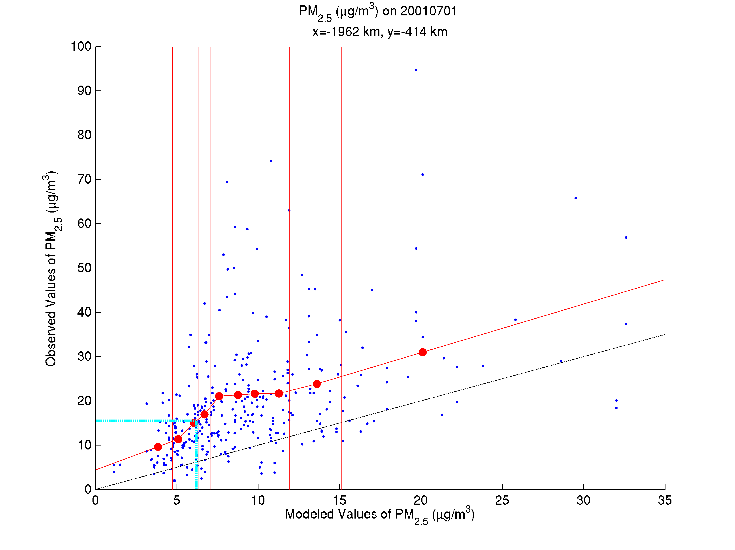 PM2.5 (μg/m3) on 20010701
x=-1962 km, y=-414 km
100
90
80
70
60
50
40
30
20
10
0
Observed Values of PM2.5 (μg/m3)
0 5 10 15 20 25 30 35
Modeled Values of PM2.5 (μg/m3)